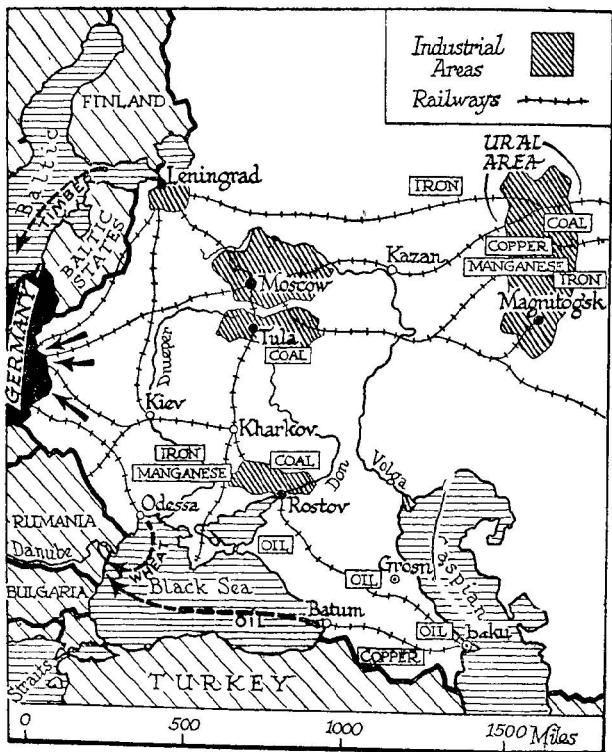 Industrial
Areas
Railways
FINLAND
Baltic
TIMBER
BALTIC
STATES
Leningrad
URAL
AREA
IRON
COAL
COPPER
MANGANESE
IRON
Magnitogsk
Kazan
Moscow
Tula
COAL
GERMANY
Dnueper
Kiev
Kharkov
IRON
MANGANESE
COAL
Don
Volga
Odessa
Rostov
RUMANIA
Danube
WHEAT
OIL
Grosn
OIL
Caspian
BULGARIA
Black Sea
OIL
Batum
OIL
baku
COPPER
Straits
TURKEY
0 500 1000 1500 Miles